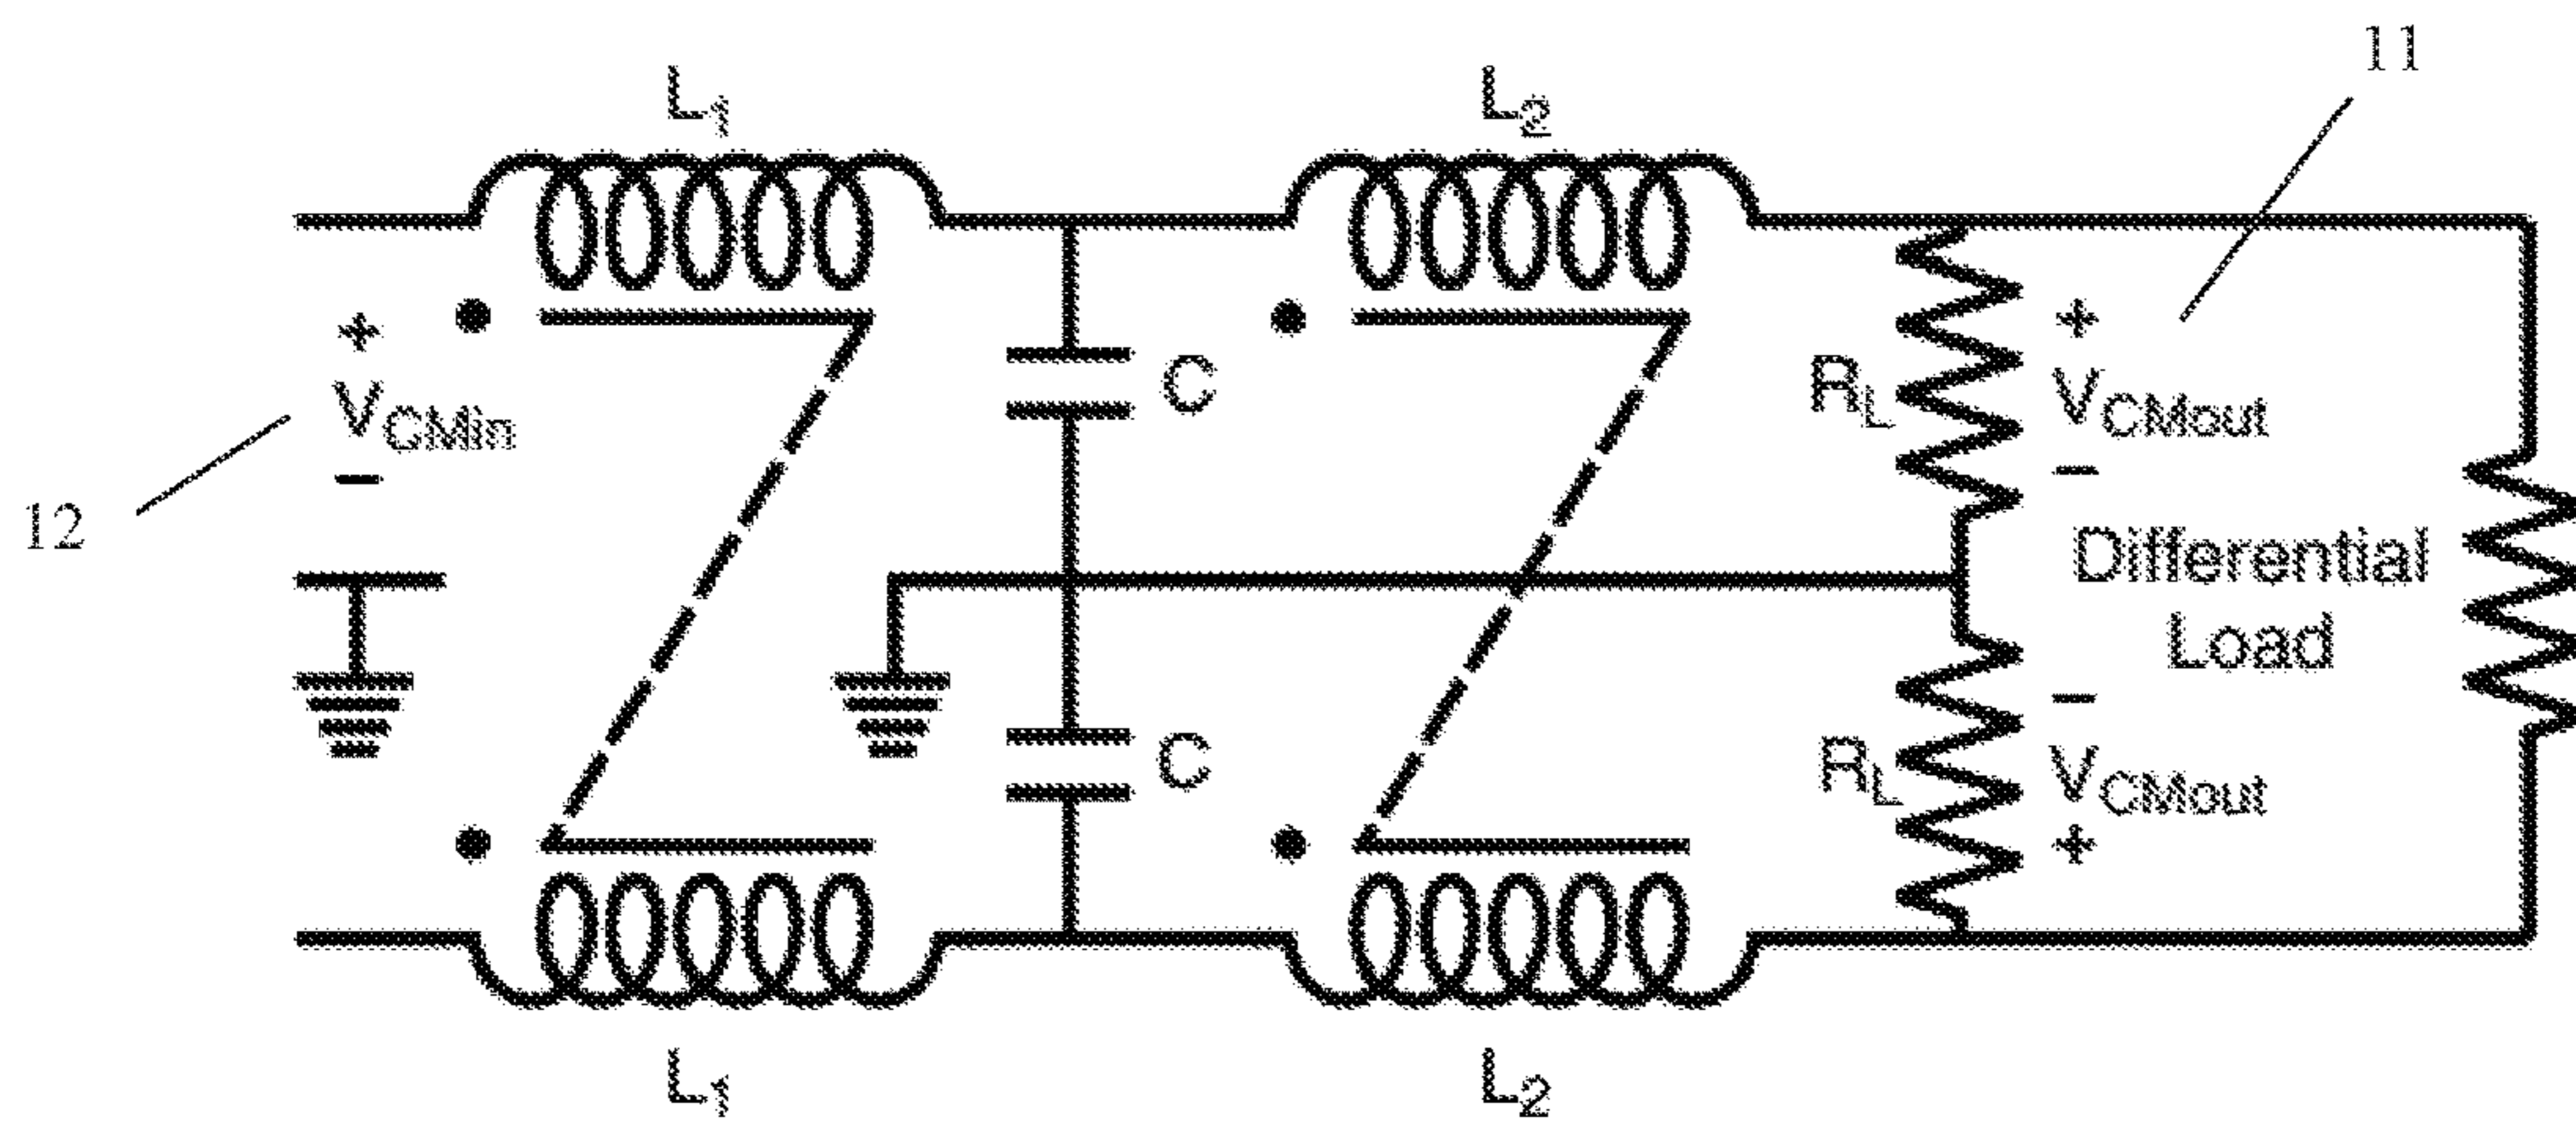 11
L1
L2
12
+
VCMin
−
C
RL
+
VCMout
−
Differential
Load
C
RL
−
VCMout
+
L1
L2